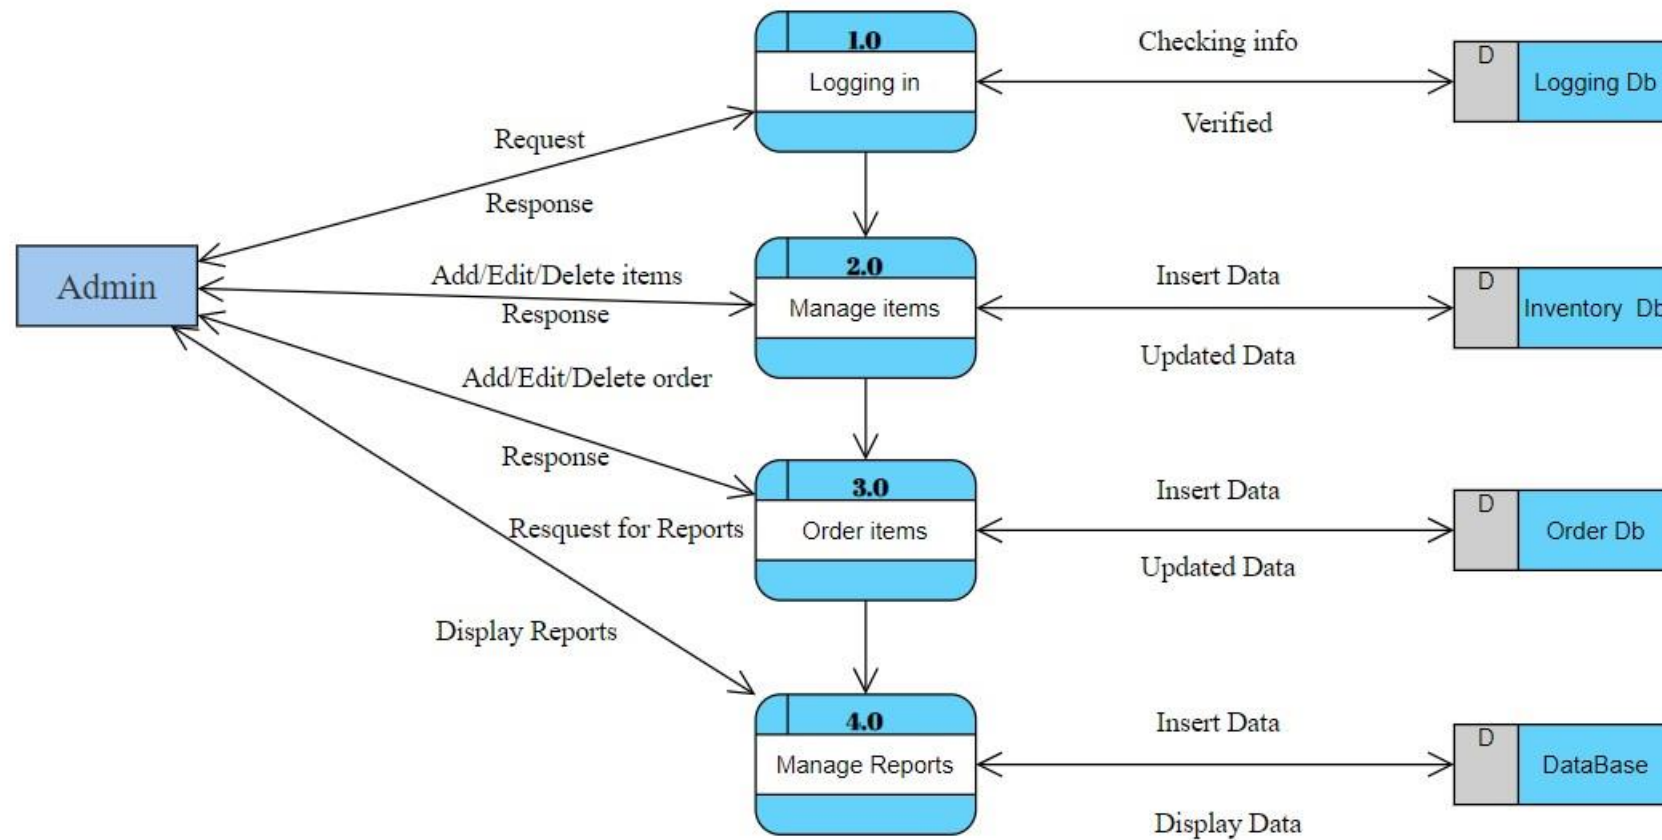 1.0
Logging in
Checking info
Verified
D
Logging Db
Request
Response
Admin
Add/Edit/Delete items
Response
2.0
Manage items
Insert Data
Updated Data
D
Inventory Db
Add/Edit/Delete order
Response
3.0
Order items
Insert Data
Updated Data
D
Order Db
Resquest for Reports
Display Reports
4.0
Manage Reports
Insert Data
Display Data
D
DataBase